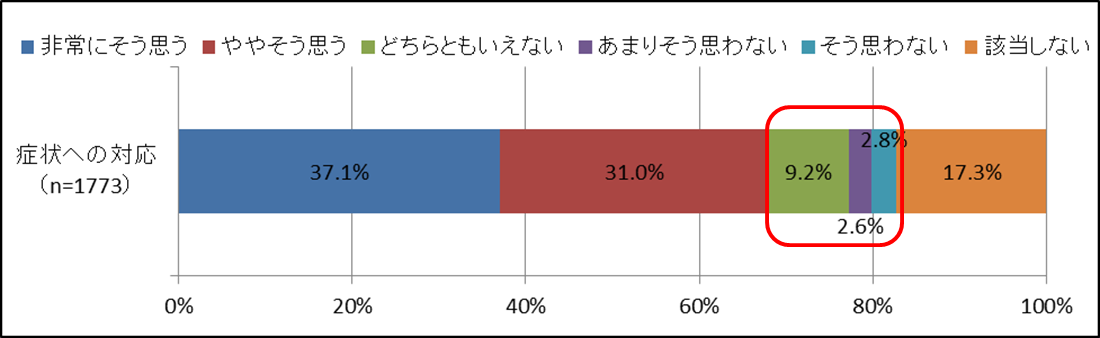 非常にそう思う ややそう思う どちらともいえない あまりそう思わない そう思わない 該当しない
症状への対応
（n=1773）
37.1% 31.0% 9.2% 2.6% 2.8% 17.3%
0% 20% 40% 60% 80% 100%